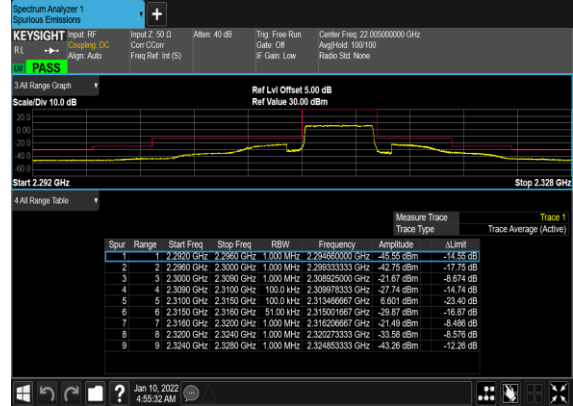 Spectrum Analyzer 1
Spurious Emissions
KEYSIGHT Input: RF Input Z: 50 Ω Atten: 40 dB Trig: Free Run Center Freq: 22.005000000 GHz
RL Coupling: DC Corr CCorr Gate: Off Avg|Hold: 100/100
Align: Auto Freq Ref: Int (S) IF Gain: Low Radio Std: None
PASS
3.All Range Graph
Scale/Div 10.0 dB
Ref Lvl Offset 5.00 dB
Ref Value 30.00 dBm
20.0
0.00
-20.0
-40.0
-60.0
Start 2.292 GHz Stop 2.328 GHz
4.All Range Table
Measure Trace Trace 1
Trace Type Trace Average (Active)
Spur Range Start Freq Stop Freq RBW Frequency Amplitude ΔLimit
1 1 2.2920 GHz 2.2960 GHz 1.000 MHz 2.294660000 GHz -45.55 dBm -14.55 dB
2 2 2.2960 GHz 2.3000 GHz 1.000 MHz 2.299333333 GHz -42.75 dBm -17.75 dB
3 3 2.3000 GHz 2.3090 GHz 1.000 MHz 2.308925000 GHz -21.67 dBm -8.674 dB
4 4 2.3090 GHz 2.3100 GHz 100.0 kHz 2.309978333 GHz -27.74 dBm -14.74 dB
5 5 2.3100 GHz 2.3150 GHz 100.0 kHz 2.313466667 GHz 6.601 dBm -23.40 dB
6 6 2.3150 GHz 2.3160 GHz 51.00 kHz 2.315001667 GHz -29.87 dBm -16.87 dB
7 7 2.3160 GHz 2.3200 GHz 1.000 MHz 2.316206667 GHz -21.49 dBm -8.486 dB
8 8 2.3200 GHz 2.3240 GHz 1.000 MHz 2.320273333 GHz -33.58 dBm -8.576 dB
9 9 2.3240 GHz 2.3280 GHz 1.000 MHz 2.324853333 GHz -43.26 dBm -12.26 dB
Jan 10, 2022
4:55:32 AM